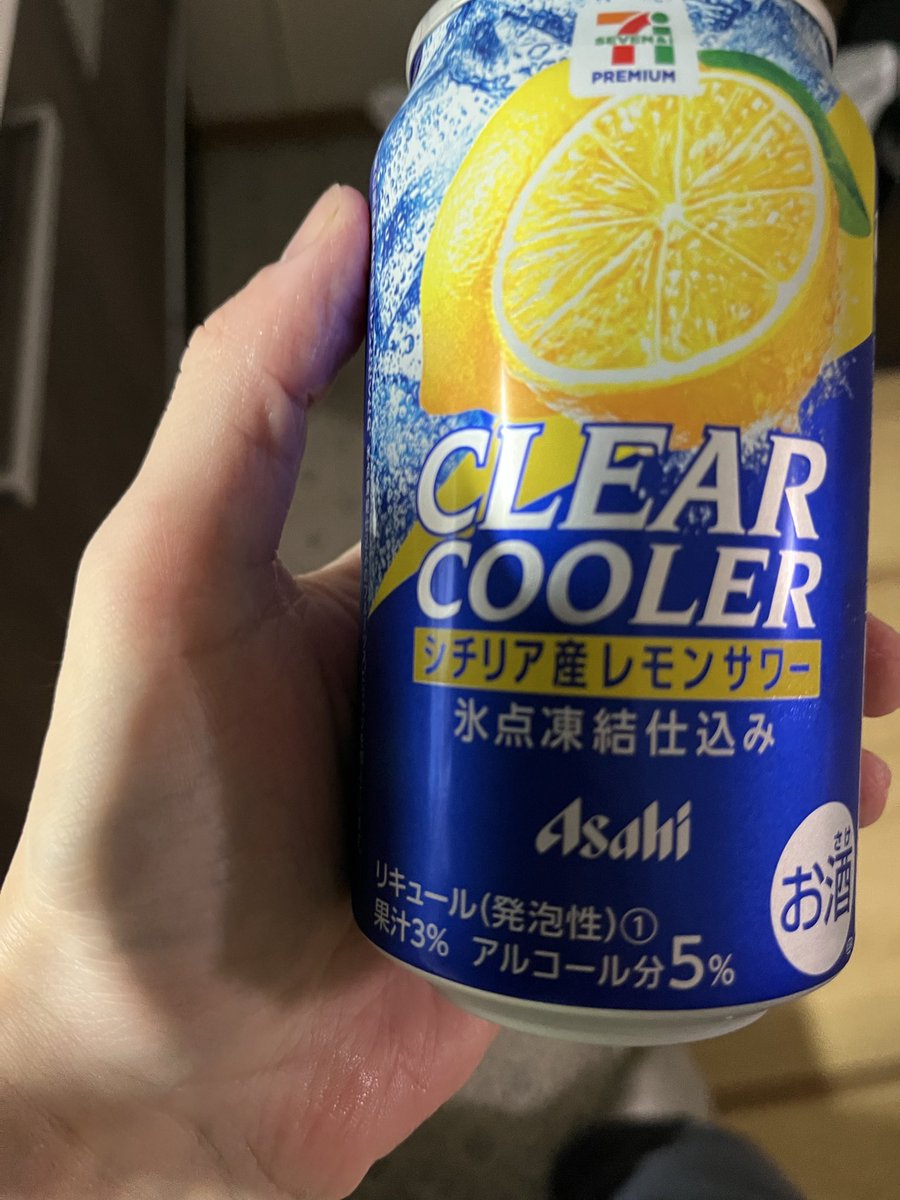 SEVEN&i
PREMIUM
CLEAR
COOLER
シチリア産レモンサワー
氷点凍結仕込み
Asahi
リキュール(発泡性)①
果汁3% アルコール分5%
さけ
お酒